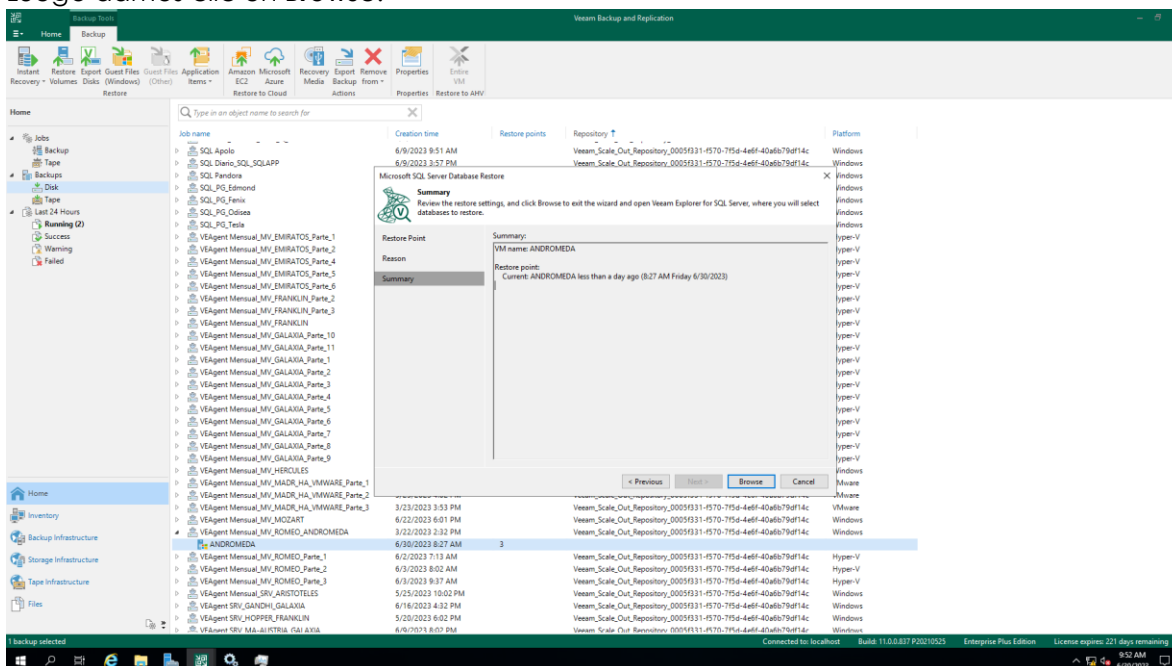 Backup Tools
Veeam Backup and Replication
Home Backup
Instant Recovery
Restore Volumes
Export Disks
Guest Files (Windows)
Guest Files (Other)
Application Items
Amazon EC2
Microsoft Azure
Recovery Media
Export Backup
Remove from
Properties
Entire VM
Restore
Restore to Cloud
Actions
Properties
Restore to AHV
Home
Type in an object name to search for
Jobs
Backup
Tape
Backups
Disk
Tape
Last 24 Hours
Running (2)
Success
Warning
Failed
Job name Creation time Restore points Repository Platform
SQL Apolo 6/9/2023 9:51 AM Veeam_Scale_Out_Repository_0005f331-f570-7f5d-4e6f-40a6b79df14c Windows
SQL Diario_SQL_SQLAPP 6/9/2023 3:57 PM Veeam_Scale_Out_Repository_0005f331-f570-7f5d-4e6f-40a6b79df14c Windows
SQL Pandora
SQL_PG_Edmond
SQL_PG_Fenix
SQL_PG_Odisea
SQL_PG_Tesla
VEAgent Mensual_MV_EMIRATOS_Parte_1
VEAgent Mensual_MV_EMIRATOS_Parte_2
VEAgent Mensual_MV_EMIRATOS_Parte_4
VEAgent Mensual_MV_EMIRATOS_Parte_5
VEAgent Mensual_MV_EMIRATOS_Parte_6
VEAgent Mensual_MV_FRANKLIN_Parte_2
VEAgent Mensual_MV_FRANKLIN_Parte_3
VEAgent Mensual_MV_FRANKLIN
VEAgent Mensual_MV_GALAXIA_Parte_10
VEAgent Mensual_MV_GALAXIA_Parte_11
VEAgent Mensual_MV_GALAXIA_Parte_1
VEAgent Mensual_MV_GALAXIA_Parte_2
VEAgent Mensual_MV_GALAXIA_Parte_3
VEAgent Mensual_MV_GALAXIA_Parte_4
VEAgent Mensual_MV_GALAXIA_Parte_5
VEAgent Mensual_MV_GALAXIA_Parte_6
VEAgent Mensual_MV_GALAXIA_Parte_7
VEAgent Mensual_MV_GALAXIA_Parte_8
VEAgent Mensual_MV_GALAXIA_Parte_9
VEAgent Mensual_MV_HERCULES
VEAgent Mensual_MV_MADR_HA_VMWARE_Parte_1
VEAgent Mensual_MV_MADR_HA_VMWARE_Parte_2
VEAgent Mensual_MV_MADR_HA_VMWARE_Parte_3 3/23/2023 3:53 PM Veeam_Scale_Out_Repository_0005f331-f570-7f5d-4e6f-40a6b79df14c VMware
VEAgent Mensual_MV_MOZART 6/22/2023 6:01 PM Veeam_Scale_Out_Repository_0005f331-f570-7f5d-4e6f-40a6b79df14c Windows
VEAgent Mensual_MV_ROMEO_ANDROMEDA 3/22/2023 2:32 PM Veeam_Scale_Out_Repository_0005f331-f570-7f5d-4e6f-40a6b79df14c Windows
ANDROMEDA 6/30/2023 8:27 AM 3
VEAgent Mensual_MV_ROMEO_Parte_1 6/2/2023 7:13 AM Veeam_Scale_Out_Repository_0005f331-f570-7f5d-4e6f-40a6b79df14c Hyper-V
VEAgent Mensual_MV_ROMEO_Parte_2 6/3/2023 8:02 AM Veeam_Scale_Out_Repository_0005f331-f570-7f5d-4e6f-40a6b79df14c Hyper-V
VEAgent Mensual_MV_ROMEO_Parte_3 6/3/2023 9:37 AM Veeam_Scale_Out_Repository_0005f331-f570-7f5d-4e6f-40a6b79df14c Hyper-V
VEAgent Mensual_SRV_ARISTOTELES 5/25/2023 10:02 PM Veeam_Scale_Out_Repository_0005f331-f570-7f5d-4e6f-40a6b79df14c Windows
VEAgent SRV_GANDHI_GALAXIA 6/16/2023 4:32 PM Veeam_Scale_Out_Repository_0005f331-f570-7f5d-4e6f-40a6b79df14c Windows
VEAgent SRV_HOPPER_FRANKLIN 5/20/2023 6:02 PM Veeam_Scale_Out_Repository_0005f331-f570-7f5d-4e6f-40a6b79df14c Windows
VEAgent SRV_MA-AUSTRIA_GALAXIA 6/9/2023 8:02 PM Veeam_Scale_Out_Repository_0005f331-f570-7f5d-4e6f-40a6b79df14c Windows
Microsoft SQL Server Database Restore
Summary
Review the restore settings, and click Browse to exit the wizard and open Veeam Explorer for SQL Server, where you will select
databases to restore.
Restore Point
Reason
Summary
Summary:
VM name: ANDROMEDA
Restore point:
Current: ANDROMEDA less than a day ago (8:27 AM Friday 6/30/2023)
< Previous Next > Browse Cancel
Home
Inventory
Backup Infrastructure
Storage Infrastructure
Tape Infrastructure
Files
1 backup selected
Connected to: localhost Build: 11.0.0.837 P20210525 Enterprise Plus Edition License expires: 221 days remaining
9:52 AM